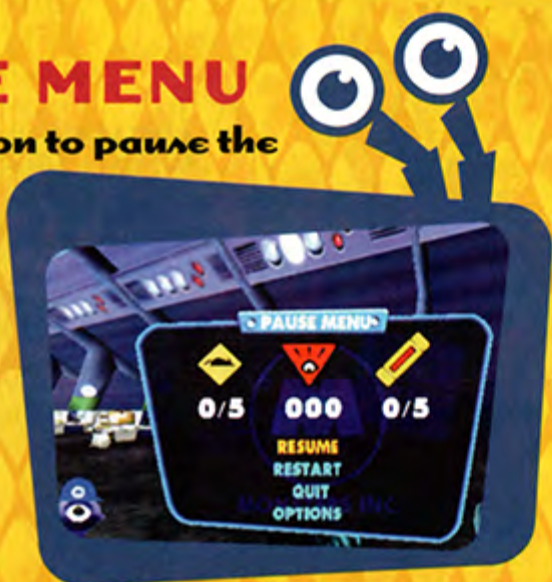 E MENU
on to pause the
PAUSE MENU
0/5 000 0/5
RESUME
RESTART
QUIT
OPTIONS